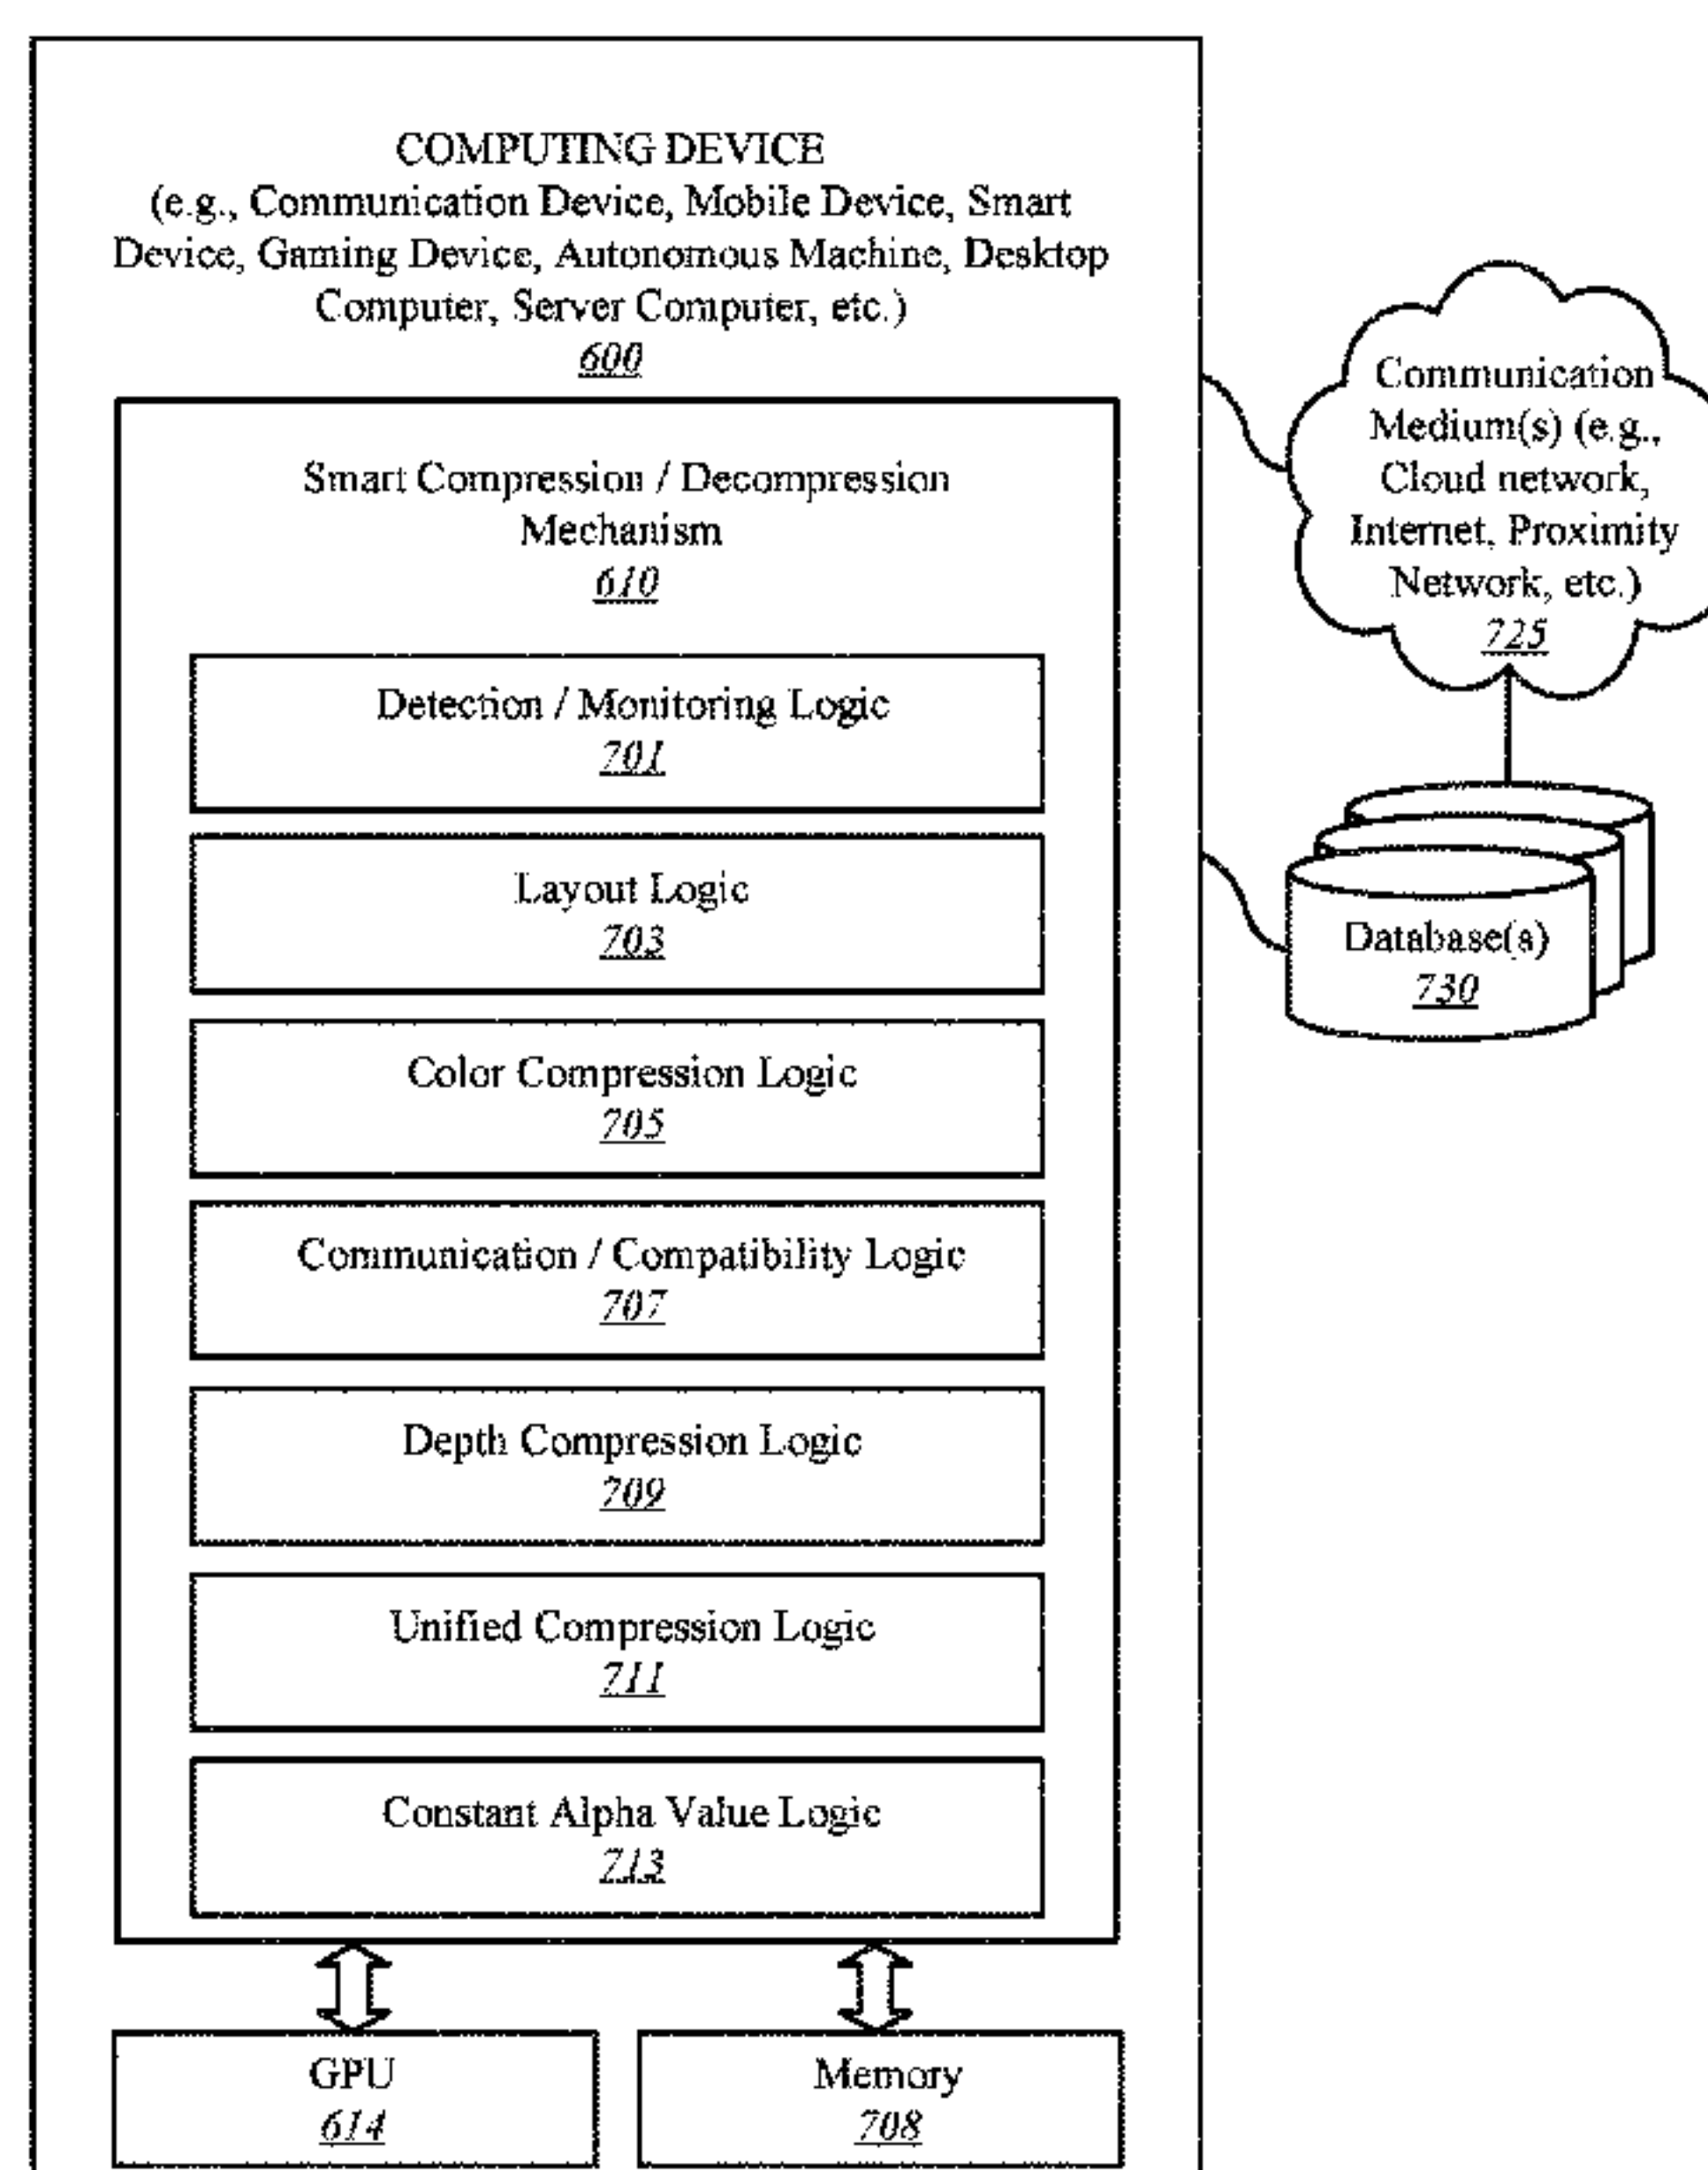 COMPUTING DEVICE
(e.g., Communication Device, Mobile Device, Smart
Device, Gaming Device, Autonomous Machine, Desktop
Computer, Server Computer, etc.)
600
Smart Compression / Decompression
Mechanism
610
Detection / Monitoring Logic
701
Layout Logic
703
Color Compression Logic
705
Communication / Compatibility Logic
707
Depth Compression Logic
709
Unified Compression Logic
711
Constant Alpha Value Logic
713
GPU
614
Memory
708
Communication
Medium(s) (e.g.,
Cloud network,
Internet, Proximity
Network, etc.)
725
Database(s)
730